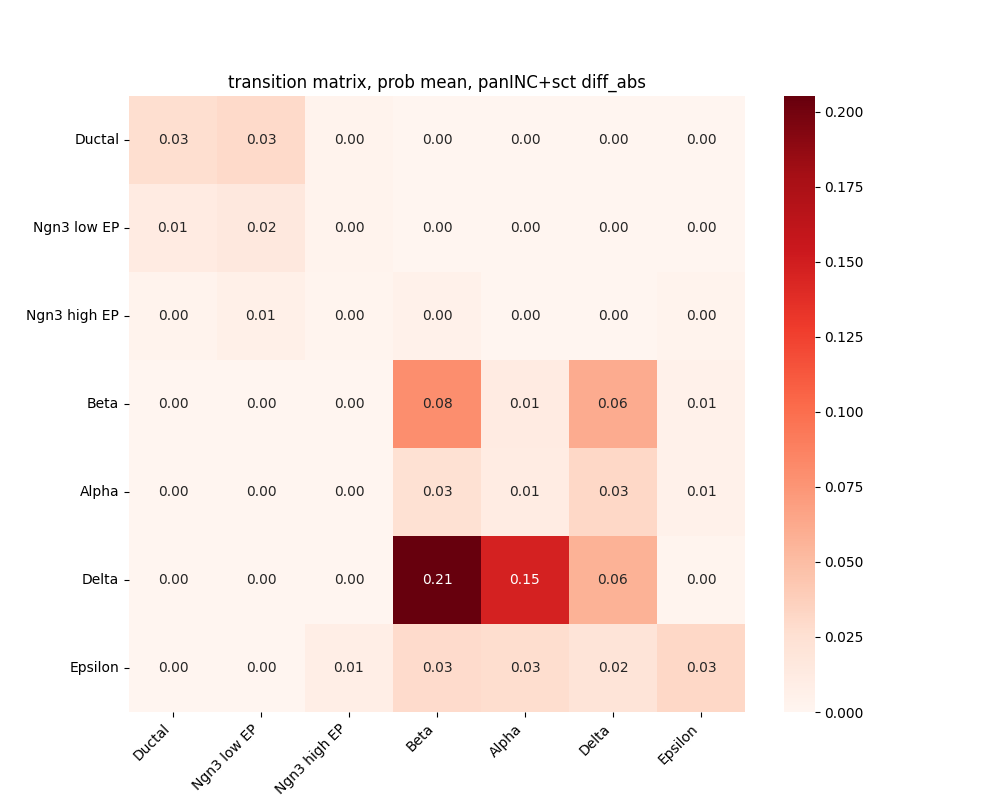 transition matrix, prob mean, panINC+sct diff_abs
Ductal 0.03 0.03 0.00 0.00 0.00 0.00 0.00
Ngn3 low EP 0.01 0.02 0.00 0.00 0.00 0.00 0.00
Ngn3 high EP 0.00 0.01 0.00 0.00 0.00 0.00 0.00
Beta 0.00 0.00 0.00 0.08 0.01 0.06 0.01
Alpha 0.00 0.00 0.00 0.03 0.01 0.03 0.01
Delta 0.00 0.00 0.00 0.21 0.15 0.06 0.00
Epsilon 0.00 0.00 0.01 0.03 0.03 0.02 0.03
Ductal Ngn3 low EP Ngn3 high EP Beta Alpha Delta Epsilon
0.200
0.175
0.150
0.125
0.100
0.075
0.050
0.025
0.000